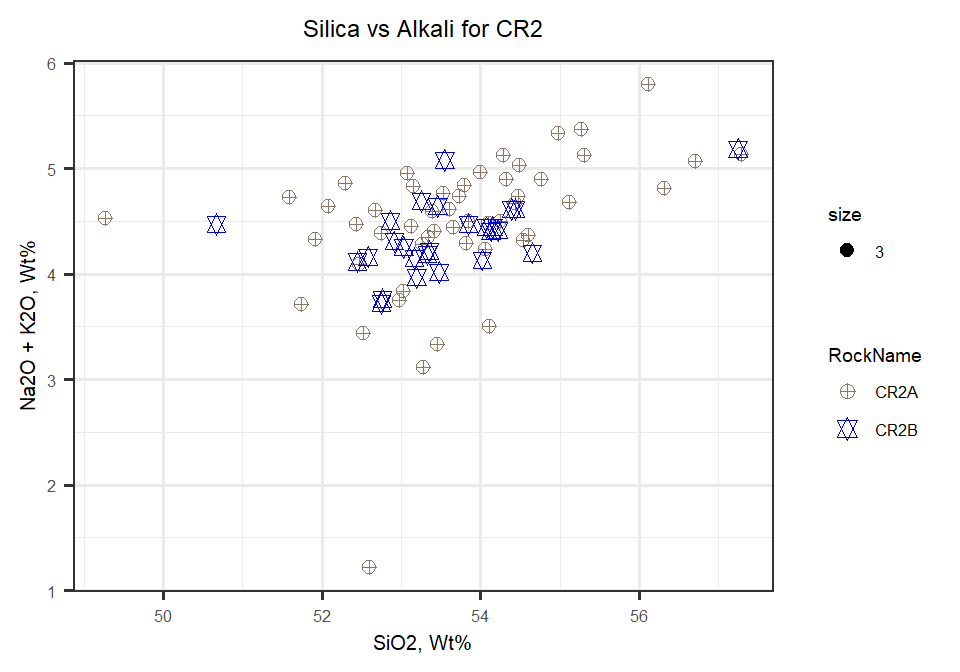 Silica vs Alkali for CR2
Na2O + K2O, Wt%
6
5
4
3
2
1
50 52 54 56
SiO2, Wt%
size
3
RockName
CR2A
CR2B